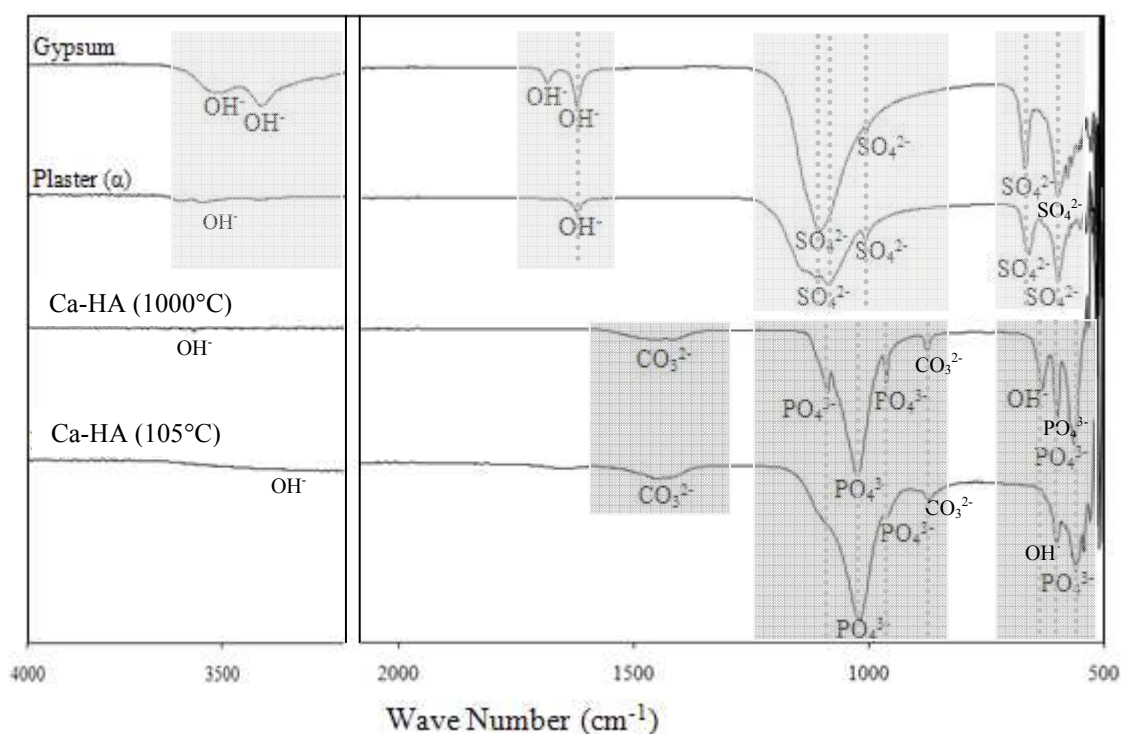 Gypsum
OH⁻ OH⁻
OH⁻ OH⁻
SO₄²⁻
SO₄²⁻
SO₄²⁻
Plaster (α)
OH⁻
OH⁻
SO₄²⁻ SO₄²⁻
SO₄²⁻ SO₄²⁻
SO₄²⁻
Ca-HA (1000°C)
OH⁻
CO₃²⁻
CO₃²⁻
PO₄³⁻ PO₄³⁻
OH⁻
PO₄³⁻
PO₄³⁻
PO₄³⁻
Ca-HA (105°C)
OH⁻
CO₃²⁻
CO₃²⁻
PO₄³⁻
OH⁻
PO₄³⁻
PO₄³⁻
4000 3500 2000 1500 1000 500
Wave Number (cm⁻¹)